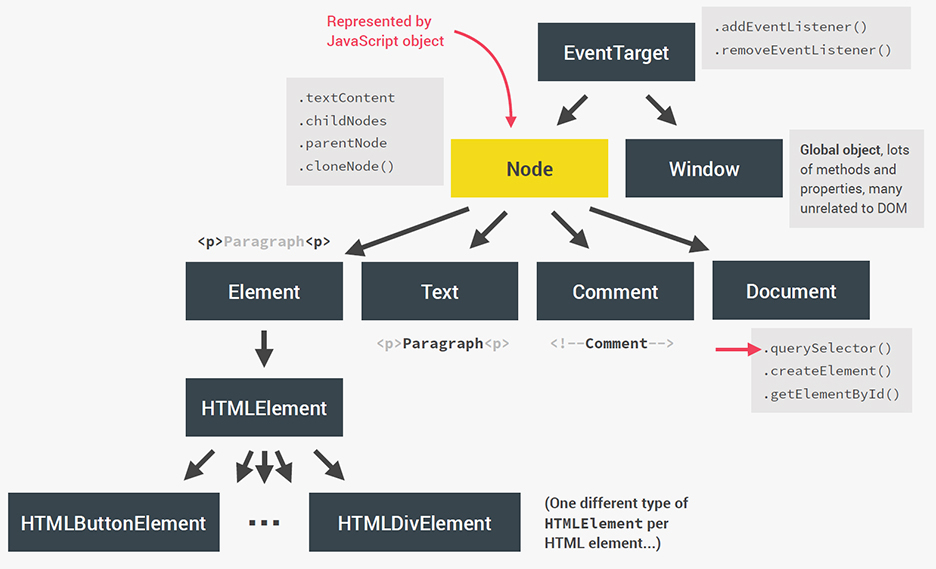 Represented by
JavaScript object
EventTarget
.addEventListener()
.removeEventListener()
.textContent
.childNodes
.parentNode
.cloneNode()
Node
Window
Global object, lots
of methods and
properties, many
unrelated to DOM
<p>Paragraph<p>
Element
Text
Comment
Document
<p>Paragraph<p>
<!--Comment-->
.querySelector()
.createElement()
.getElementById()
HTMLElement
HTMLButtonElement
...
HTMLDivElement
(One different type of
HTMLElement per
HTML element...)